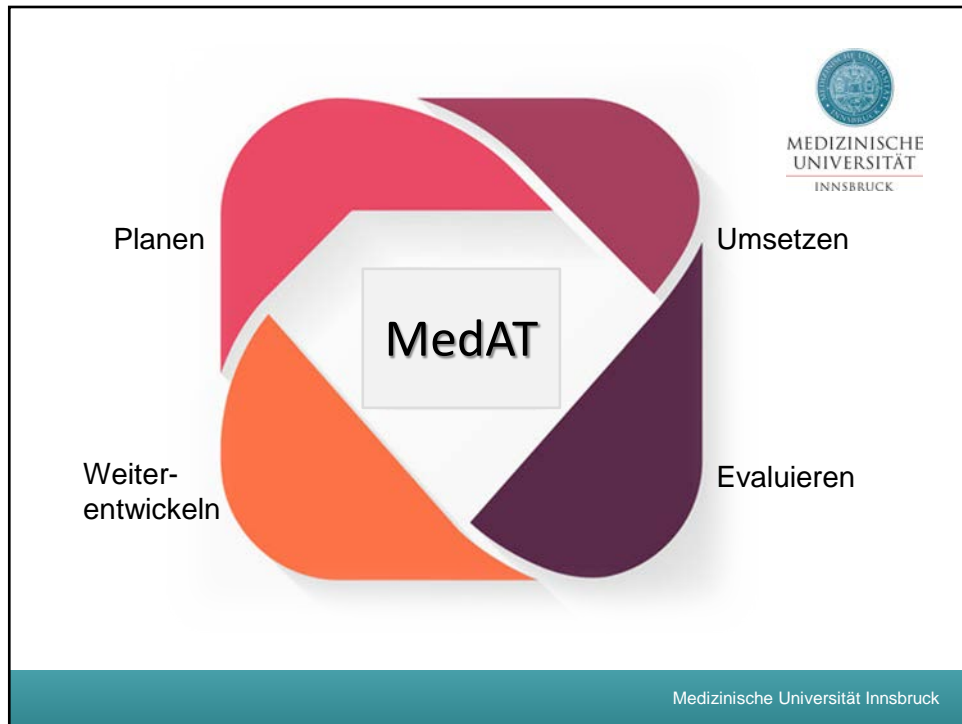 MEDIZINISCHE
UNIVERSITÄT
INNSBRUCK
Planen
Umsetzen
MedAT
Weiter-
entwickeln
Evaluieren
Medizinische Universität Innsbruck